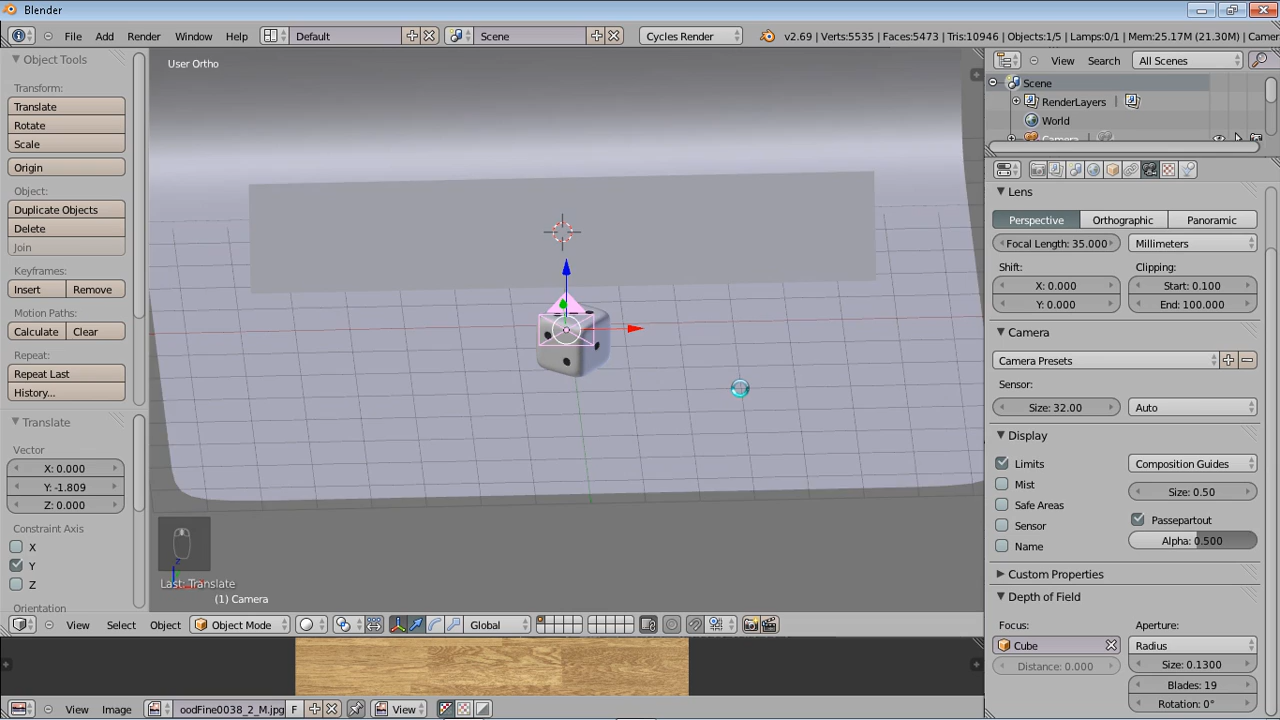 Blender
File Add Render Window Help Default Scene Cycles Render v2.69 | Verts:5535 | Faces:5473 | Tris:10946 | Objects:1/5 | Lamps:0/1 | Mem:25.17M (21.30M) | Camer
Object Tools
Transform:
Translate
Rotate
Scale
Origin
Object:
Duplicate Objects
Delete
Join
Keyframes:
Insert Remove
Motion Paths:
Calculate Clear
Repeat:
Repeat Last
History...
Translate
Vector
X: 0.000
Y: -1.809
Z: 0.000
Constraint Axis
X
Y
Z
Orientation
User Ortho
z
Last: Translate
(1) Camera
View Select Object Object Mode Global
View Image oodFine0038_2_M.jpg F View
View Search All Scenes
Scene
RenderLayers
World
Camera
Lens
Perspective Orthographic Panoramic
Focal Length: 35.000 Millimeters
Shift: Clipping:
X: 0.000 Start: 0.100
Y: 0.000 End: 100.000
Camera
Camera Presets
Sensor:
Size: 32.00 Auto
Display
Limits Composition Guides
Mist Size: 0.50
Safe Areas
Sensor Passepartout
Name Alpha: 0.500
Custom Properties
Depth of Field
Focus: Aperture:
Cube Radius
Distance: 0.000 Size: 0.1300
Blades: 19
Rotation: 0°